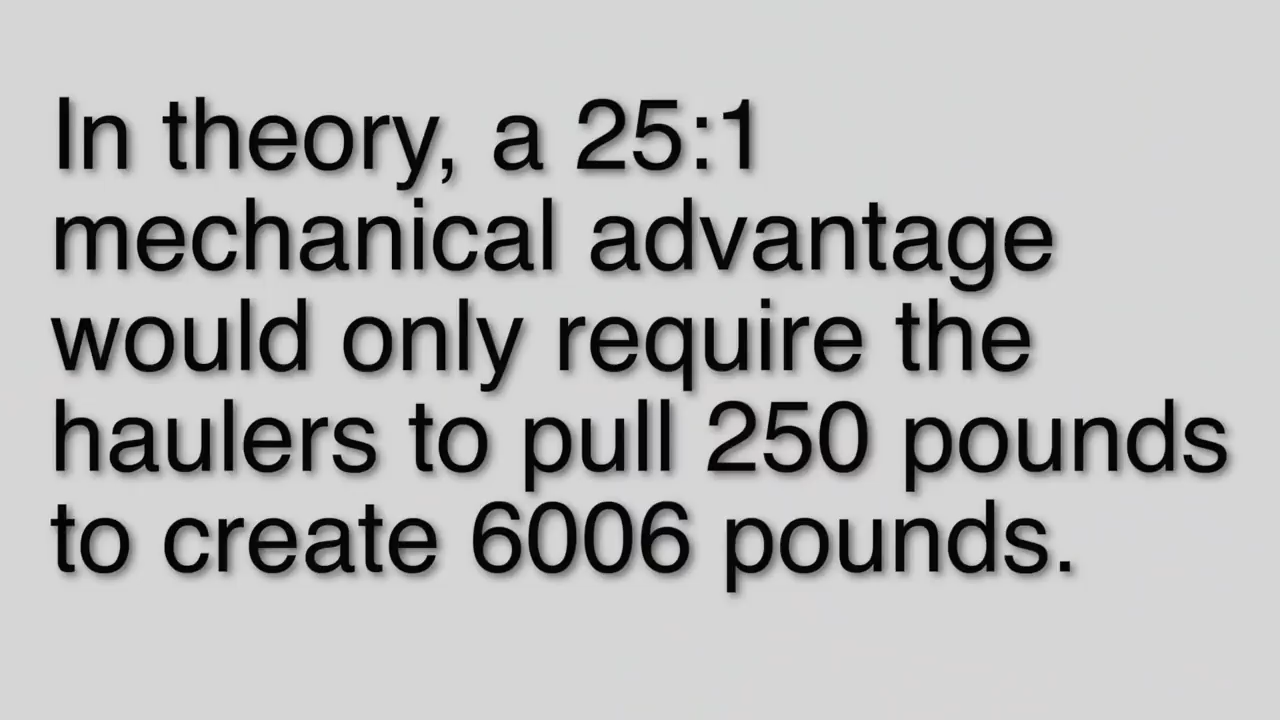 In theory, a 25:1
mechanical advantage
would only require the
haulers to pull 250 pounds
to create 6006 pounds.